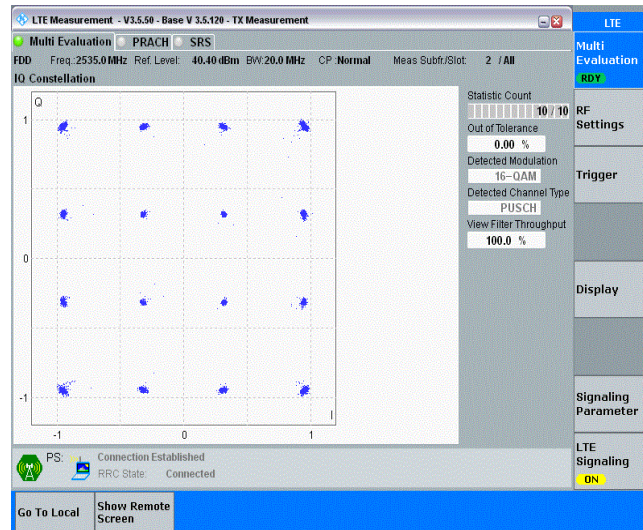 LTE Measurement - V3.5.50 - Base V 3.5.120 - TX Measurement
LTE
Multi Evaluation PRACH SRS
Multi
Evaluation
RDY
FDD Freq.:2535.0 MHz Ref. Level: 40.40 dBm BW:20.0 MHz CP :Normal Meas Subfr./Slot: 2 / All
IQ Constellation
Q
1
0
-1
-1
0
1
I
Statistic Count
10 / 10
Out of Tolerance
0.00 %
Detected Modulation
16-QAM
Detected Channel Type
PUSCH
View Filter Throughput
100.0 %
RF
Settings
Trigger
Display
Signaling
Parameter
LTE
Signaling
ON
PS: Connection Established
RRC State: Connected
Go To Local
Show Remote
Screen